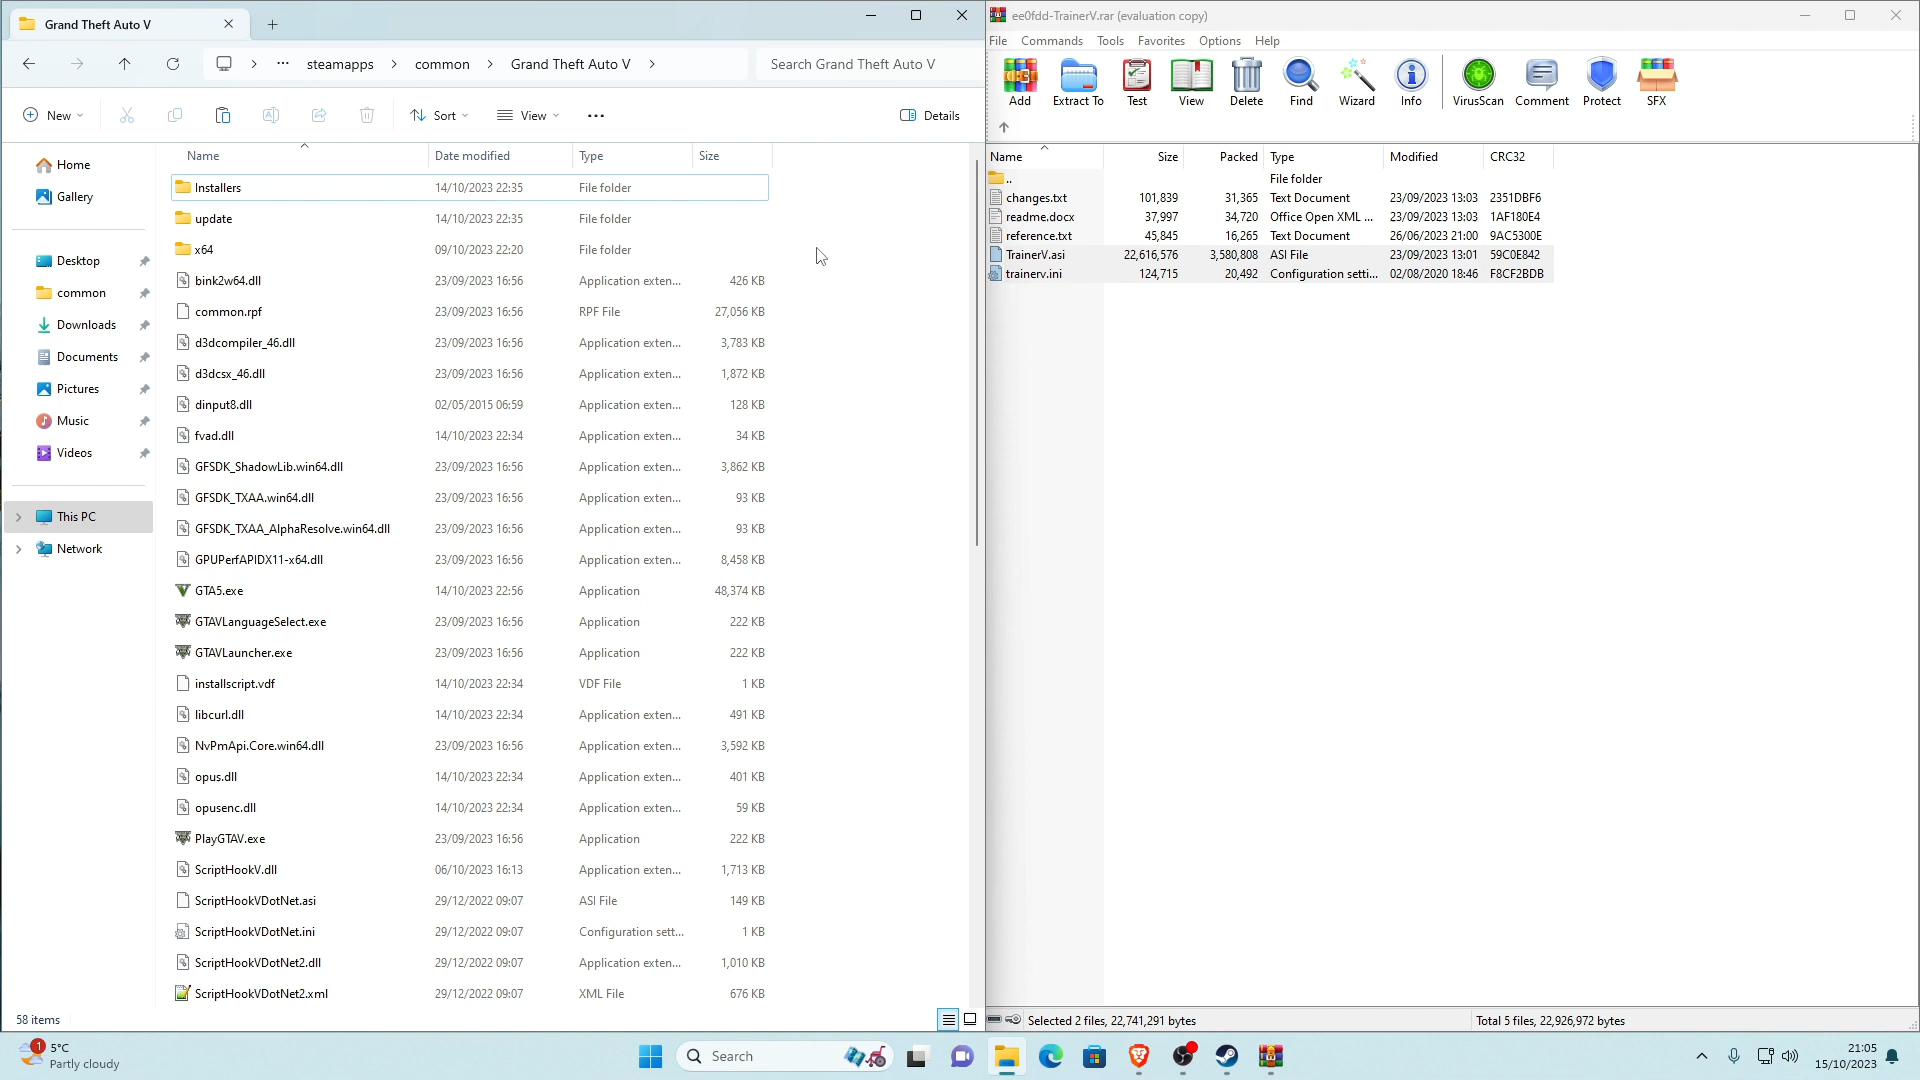 Grand Theft Auto V
steamapps
common
Grand Theft Auto V
Search Grand Theft Auto V
New
Sort
View
Details
Home
Gallery
Desktop
common
Downloads
Documents
Pictures
Music
Videos
This PC
Network
Name Date modified Type Size
Installers 14/10/2023 22:35 File folder
update 14/10/2023 22:35 File folder
x64 09/10/2023 22:20 File folder
bink2w64.dll 23/09/2023 16:56 Application exten... 426 KB
common.rpf 23/09/2023 16:56 RPF File 27,056 KB
d3dcompiler_46.dll 23/09/2023 16:56 Application exten... 3,783 KB
d3dcsx_46.dll 23/09/2023 16:56 Application exten... 1,872 KB
dinput8.dll 02/05/2015 06:59 Application exten... 128 KB
fvad.dll 14/10/2023 22:34 Application exten... 34 KB
GFSDK_ShadowLib.win64.dll 23/09/2023 16:56 Application exten... 3,862 KB
GFSDK_TXAA.win64.dll 23/09/2023 16:56 Application exten... 93 KB
GFSDK_TXAA_AlphaResolve.win64.dll 23/09/2023 16:56 Application exten... 93 KB
GPUPerfAPIDX11-x64.dll 23/09/2023 16:56 Application exten... 8,458 KB
GTA5.exe 14/10/2023 22:56 Application 48,374 KB
GTAVLanguageSelect.exe 23/09/2023 16:56 Application 222 KB
GTAVLauncher.exe 23/09/2023 16:56 Application 222 KB
installscript.vdf 14/10/2023 22:34 VDF File 1 KB
libcurl.dll 14/10/2023 22:34 Application exten... 491 KB
NvPmApi.Core.win64.dll 23/09/2023 16:56 Application exten... 3,592 KB
opus.dll 14/10/2023 22:34 Application exten... 401 KB
opusenc.dll 14/10/2023 22:34 Application exten... 59 KB
PlayGTAV.exe 23/09/2023 16:56 Application 222 KB
ScriptHookV.dll 06/10/2023 16:13 Application exten... 1,713 KB
ScriptHookVDotNet.asi 29/12/2022 09:07 ASI File 149 KB
ScriptHookVDotNet.ini 29/12/2022 09:07 Configuration sett... 1 KB
ScriptHookVDotNet2.dll 29/12/2022 09:07 Application exten... 1,010 KB
ScriptHookVDotNet2.xml 29/12/2022 09:07 XML File 676 KB
58 items
ee0fdd-TrainerV.rar (evaluation copy)
File Commands Tools Favorites Options Help
Add Extract To Test View Delete Find Wizard Info VirusScan Comment Protect SFX
Name Size Packed Type Modified CRC32
.. File folder
changes.txt 101,839 31,365 Text Document 23/09/2023 13:03 2351DBF6
readme.docx 37,997 34,720 Office Open XML ... 23/09/2023 13:03 1AF180E4
reference.txt 45,845 16,265 Text Document 26/06/2023 21:00 9AC5300E
TrainerV.asi 22,616,576 3,580,808 ASI File 23/09/2023 13:01 59C0E842
trainerv.ini 124,715 20,492 Configuration setti... 02/08/2020 18:46 F8CF2BDB
Selected 2 files, 22,741,291 bytes
Total 5 files, 22,926,972 bytes
1
5°C
Partly cloudy
Search
21:05
15/10/2023